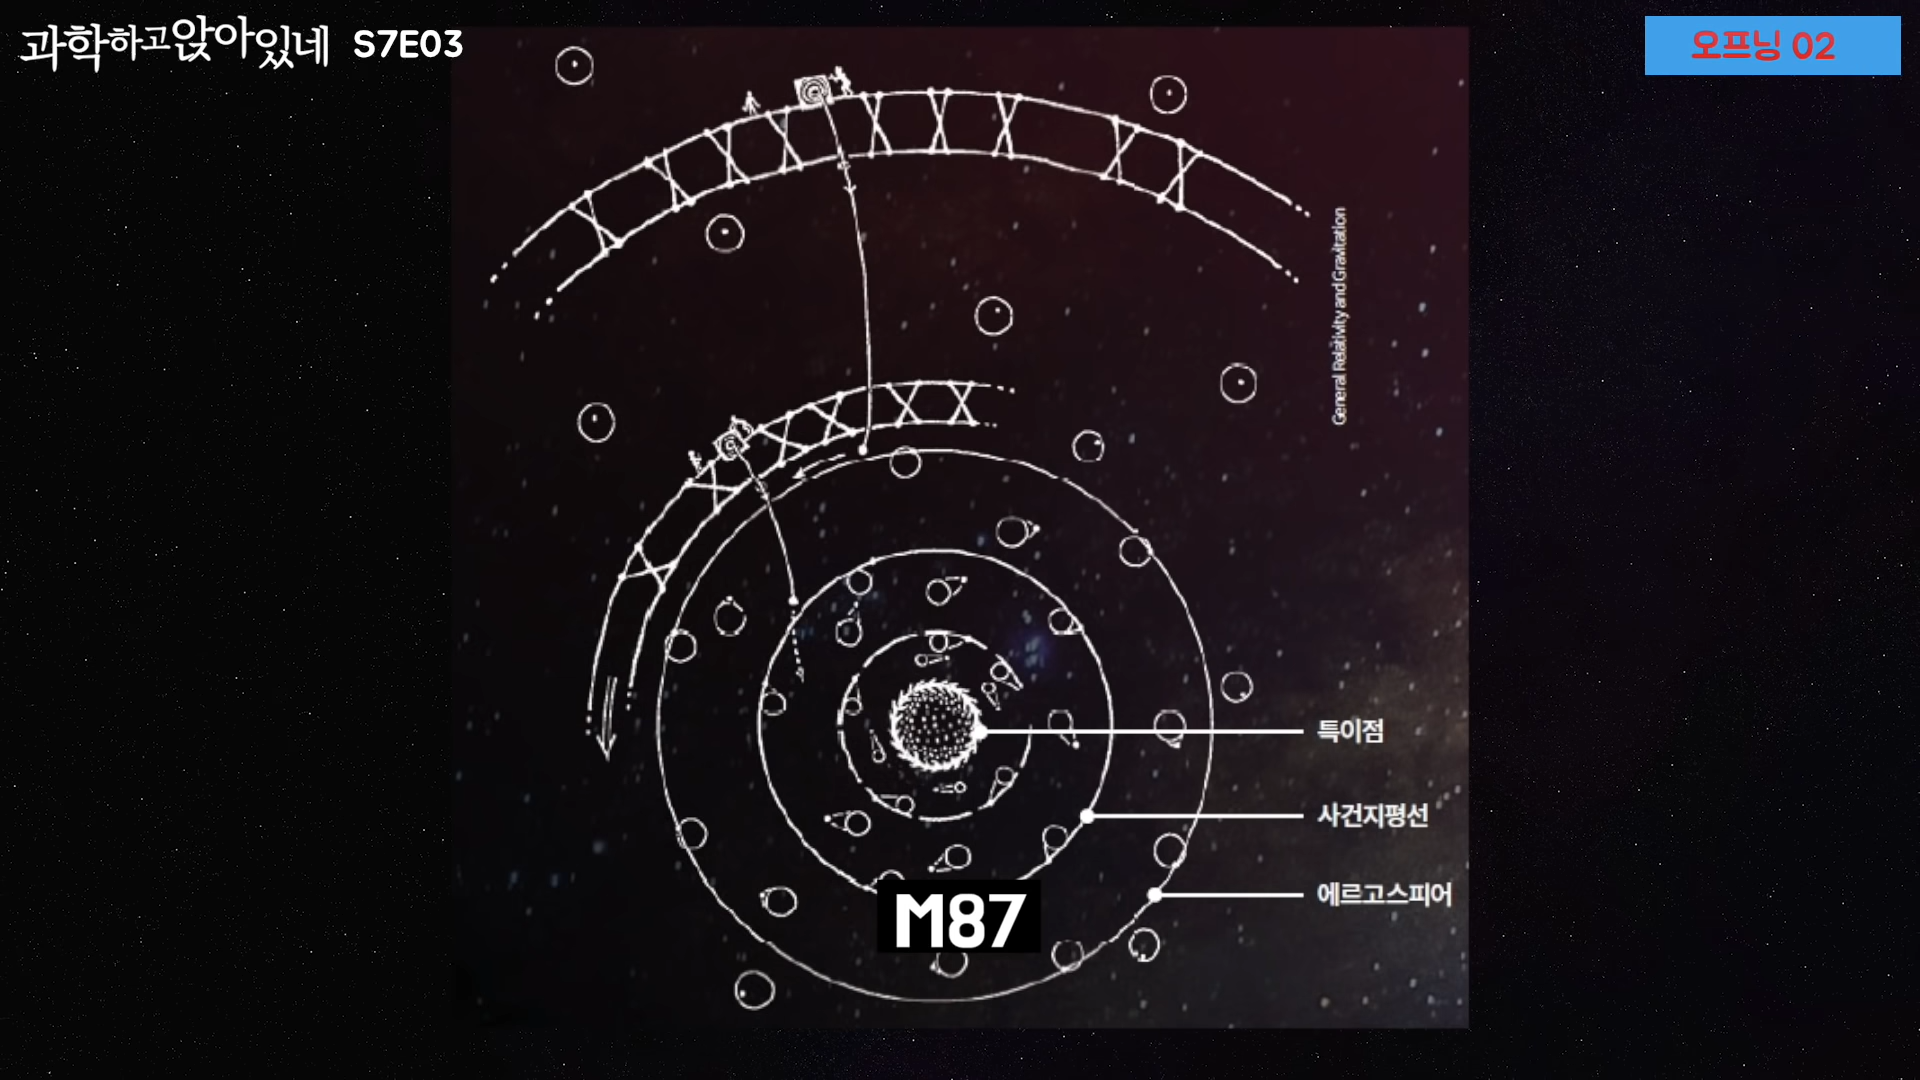 과학하고앉아있네 S7E03
오프닝 02
General Relativity and Gravitation
특이점
사건지평선
에르고스피어
M87